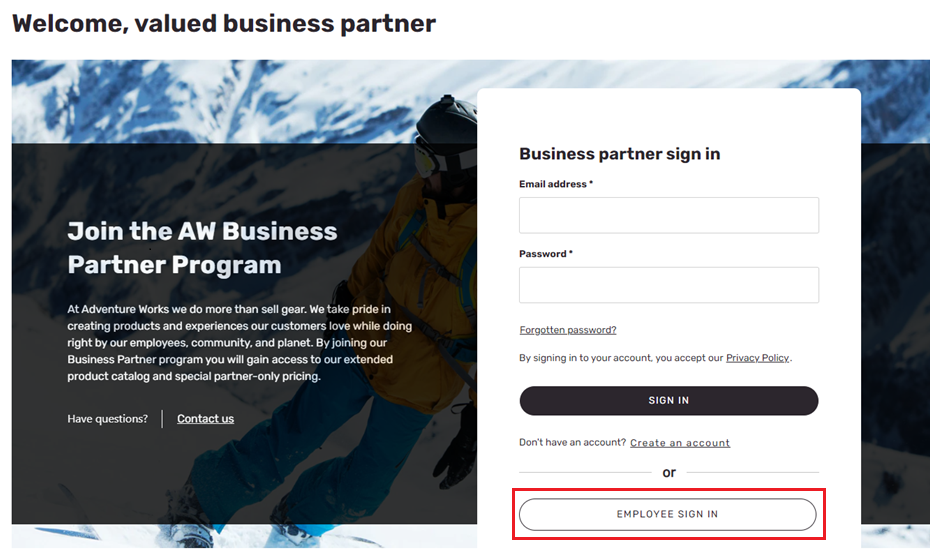 Welcome, valued business partner
Join the AW Business
Partner Program
At Adventure Works we do more than sell gear. We take pride in
creating products and experiences our customers love while doing
right by our employees, community, and planet. By joining our
Business Partner program you will gain access to our extended
product catalog and special partner-only pricing.
Have questions? Contact us
Business partner sign in
Email address *
Password *
Forgotten password?
By signing in to your account, you accept our Privacy Policy.
SIGN IN
Don't have an account? Create an account
or
EMPLOYEE SIGN IN